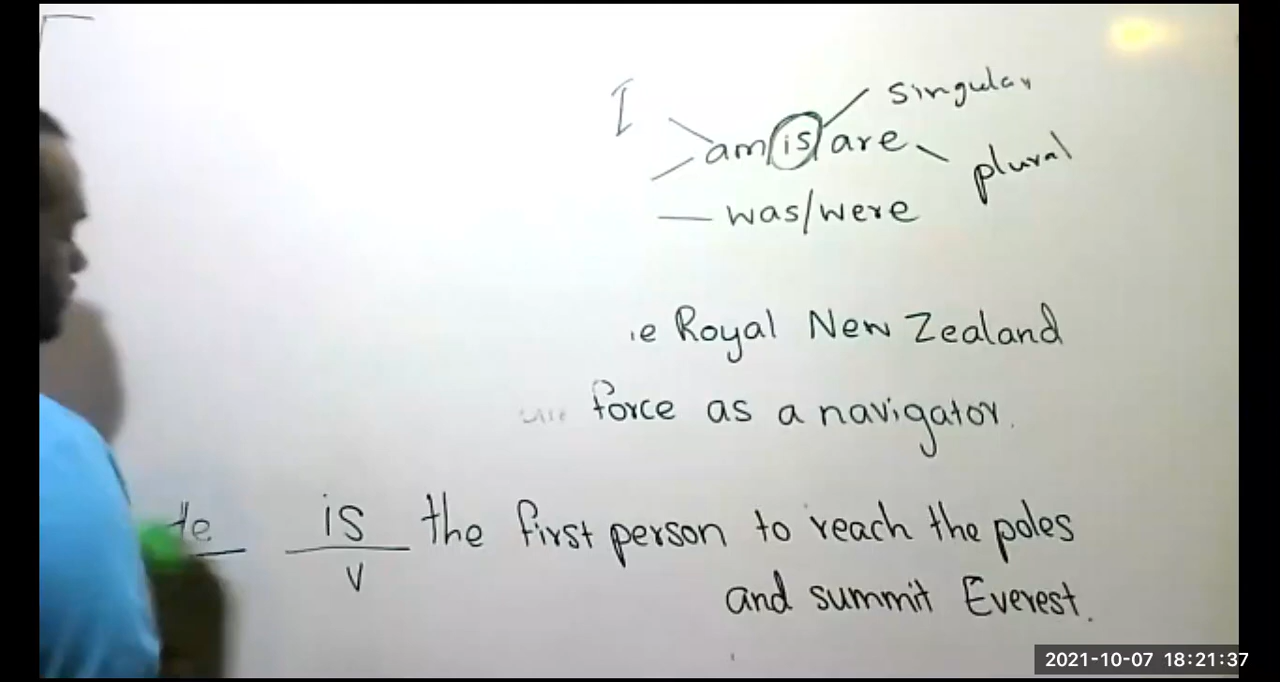 I
singular
am/is/are
plural
was/were
Royal New Zealand
force as a navigator.
He is the first person to reach the poles
v
and summit Everest.
2021-10-07 18:21:37